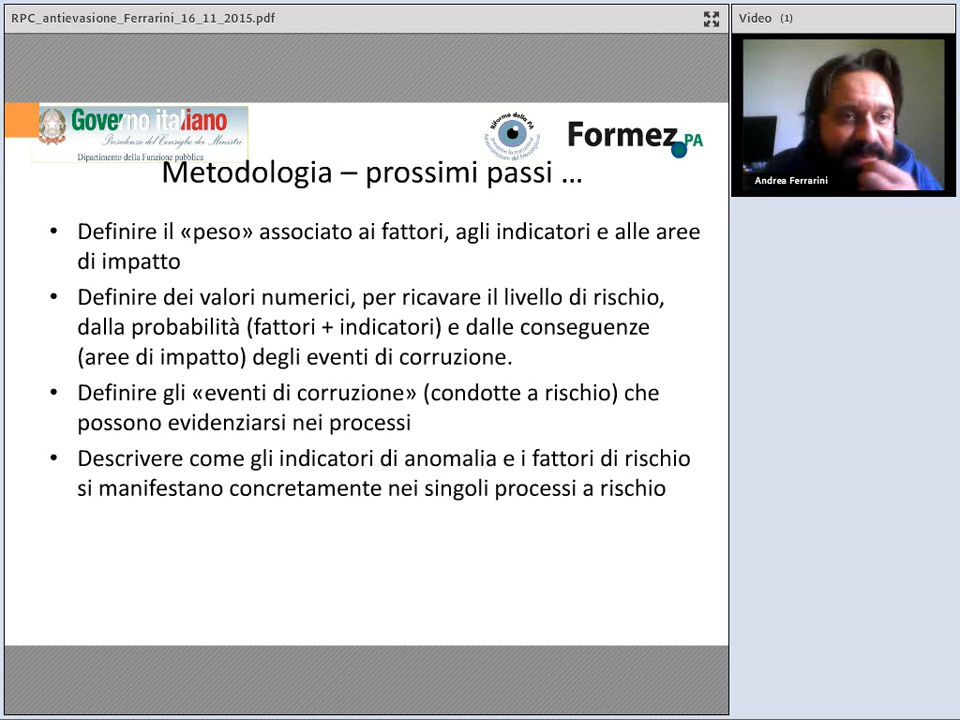 RPC_antievasione_Ferrarini_16_11_2015.pdf
Video (1)
Governo italiano
Presidenza del Consiglio dei Ministri
Dipartimento della Funzione pubblica
Riforme della PA
Formez PA
Andrea Ferrarini
Metodologia – prossimi passi …
• Definire il «peso» associato ai fattori, agli indicatori e alle aree
di impatto
• Definire dei valori numerici, per ricavare il livello di rischio,
dalla probabilità (fattori + indicatori) e dalle conseguenze
(aree di impatto) degli eventi di corruzione.
• Definire gli «eventi di corruzione» (condotte a rischio) che
possono evidenziarsi nei processi
• Descrivere come gli indicatori di anomalia e i fattori di rischio
si manifestano concretamente nei singoli processi a rischio